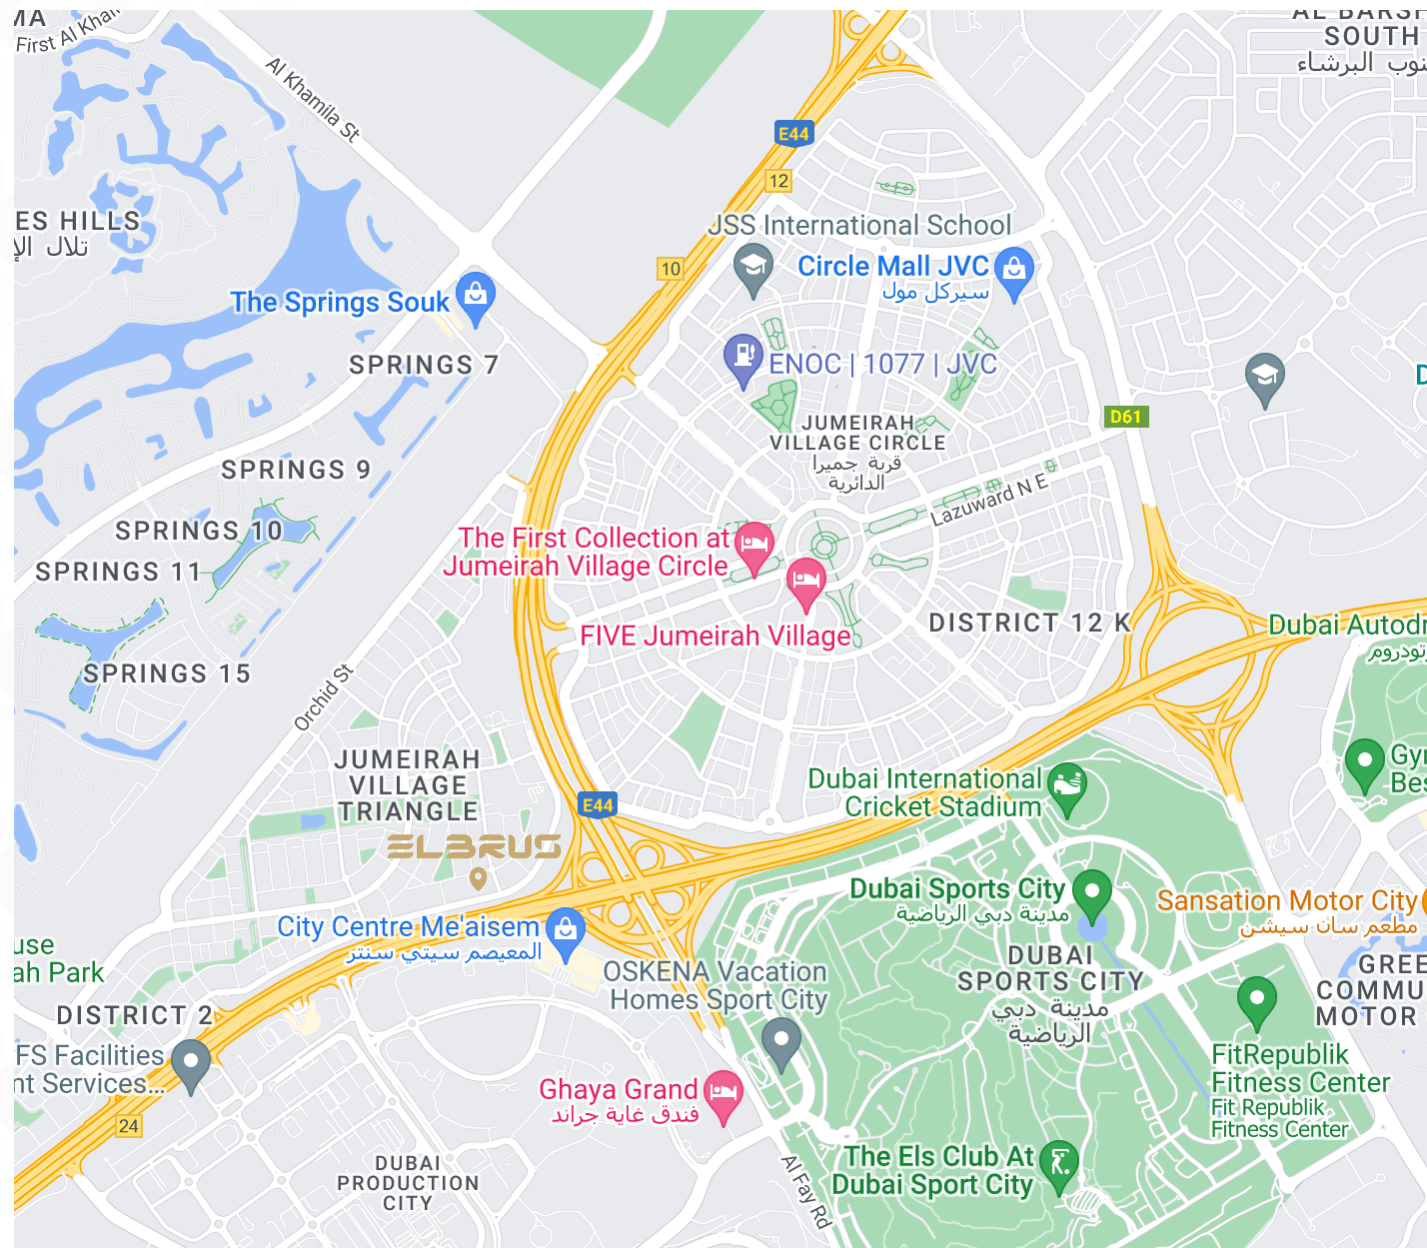 First Al Khail
Al Khamila St
SOUTH
E44
12
ES HILLS
JSS International School
10
Circle Mall JVC
سيركل مول
The Springs Souk
SPRINGS 7
ENOC | 1077 | JVC
D61
JUMEIRAH
VILLAGE CIRCLE
قرية جميرا
الدائرية
SPRINGS 9
Lazuward N E
SPRINGS 10
The First Collection at
Jumeirah Village Circle
SPRINGS 11
FIVE Jumeirah Village
DISTRICT 12 K
Dubai Autodr
SPRINGS 15
Orchid St
JUMEIRAH
VILLAGE
TRIANGLE
E44
Dubai International
Cricket Stadium
ELBRUS
Dubai Sports City
مدينة دبي الرياضية
Sansation Motor City
مطعم سان سيشن
City Centre Me'aisem
المعيصم سيتي سنتر
use
ah Park
DUBAI
SPORTS CITY
مدينة دبي
الرياضية
OSKENA Vacation
Homes Sport City
GREE
COMMU
MOTOR
DISTRICT 2
FS Facilities
nt Services...
FitRepublik
Fitness Center
Fit Republik
Fitness Center
Ghaya Grand
فندق غاية جراند
24
The Els Club At
Dubai Sport City
DUBAI
PRODUCTION
CITY
Al Fay Rd